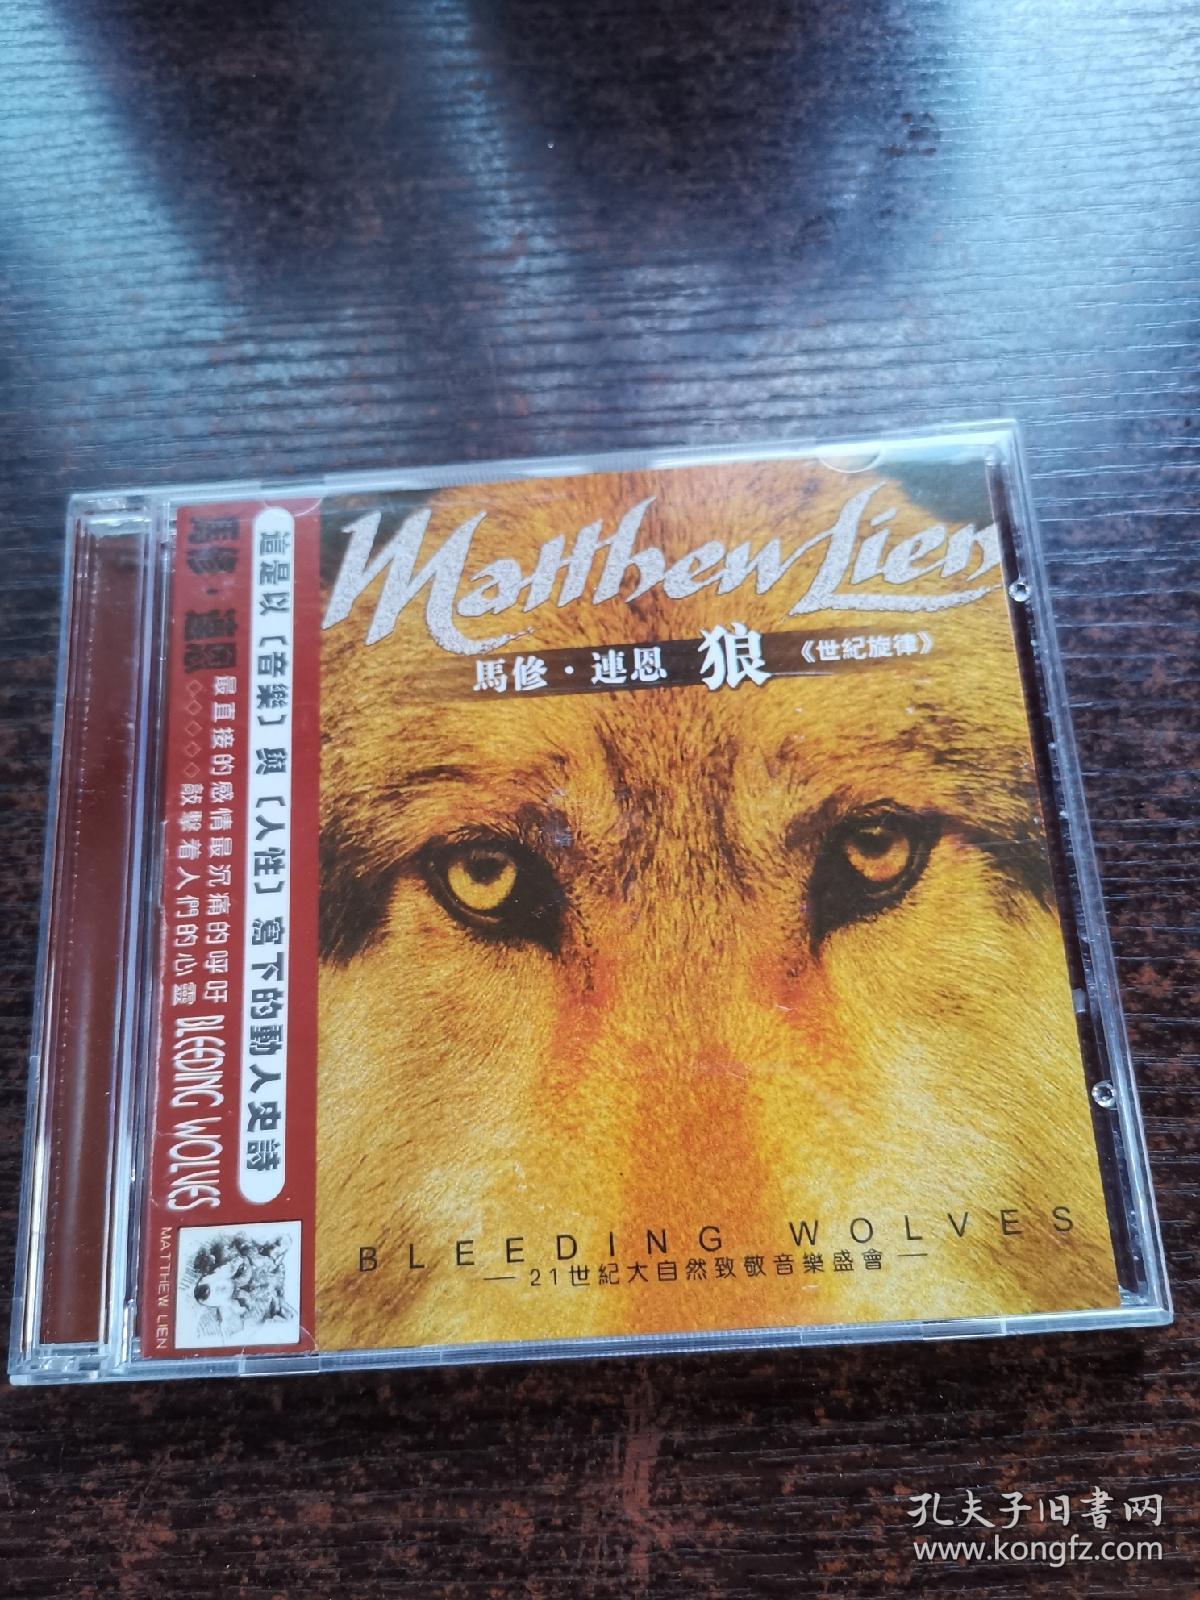 Matthew Lien
馬修·連恩 狼 《世紀旋律》
BLEEDING WOLVES
—21世紀大自然致敬音樂盛會—
這是以〔音樂〕與〔人性〕寫下的動人史詩
馬修·連恩
最直接的感情最沉痛的呼吁
◇◇◇◇敲擊着人們的心靈
BLEEDING WOLVES
MATTHEW LIEN
孔夫子旧书网
www.kongfz.com